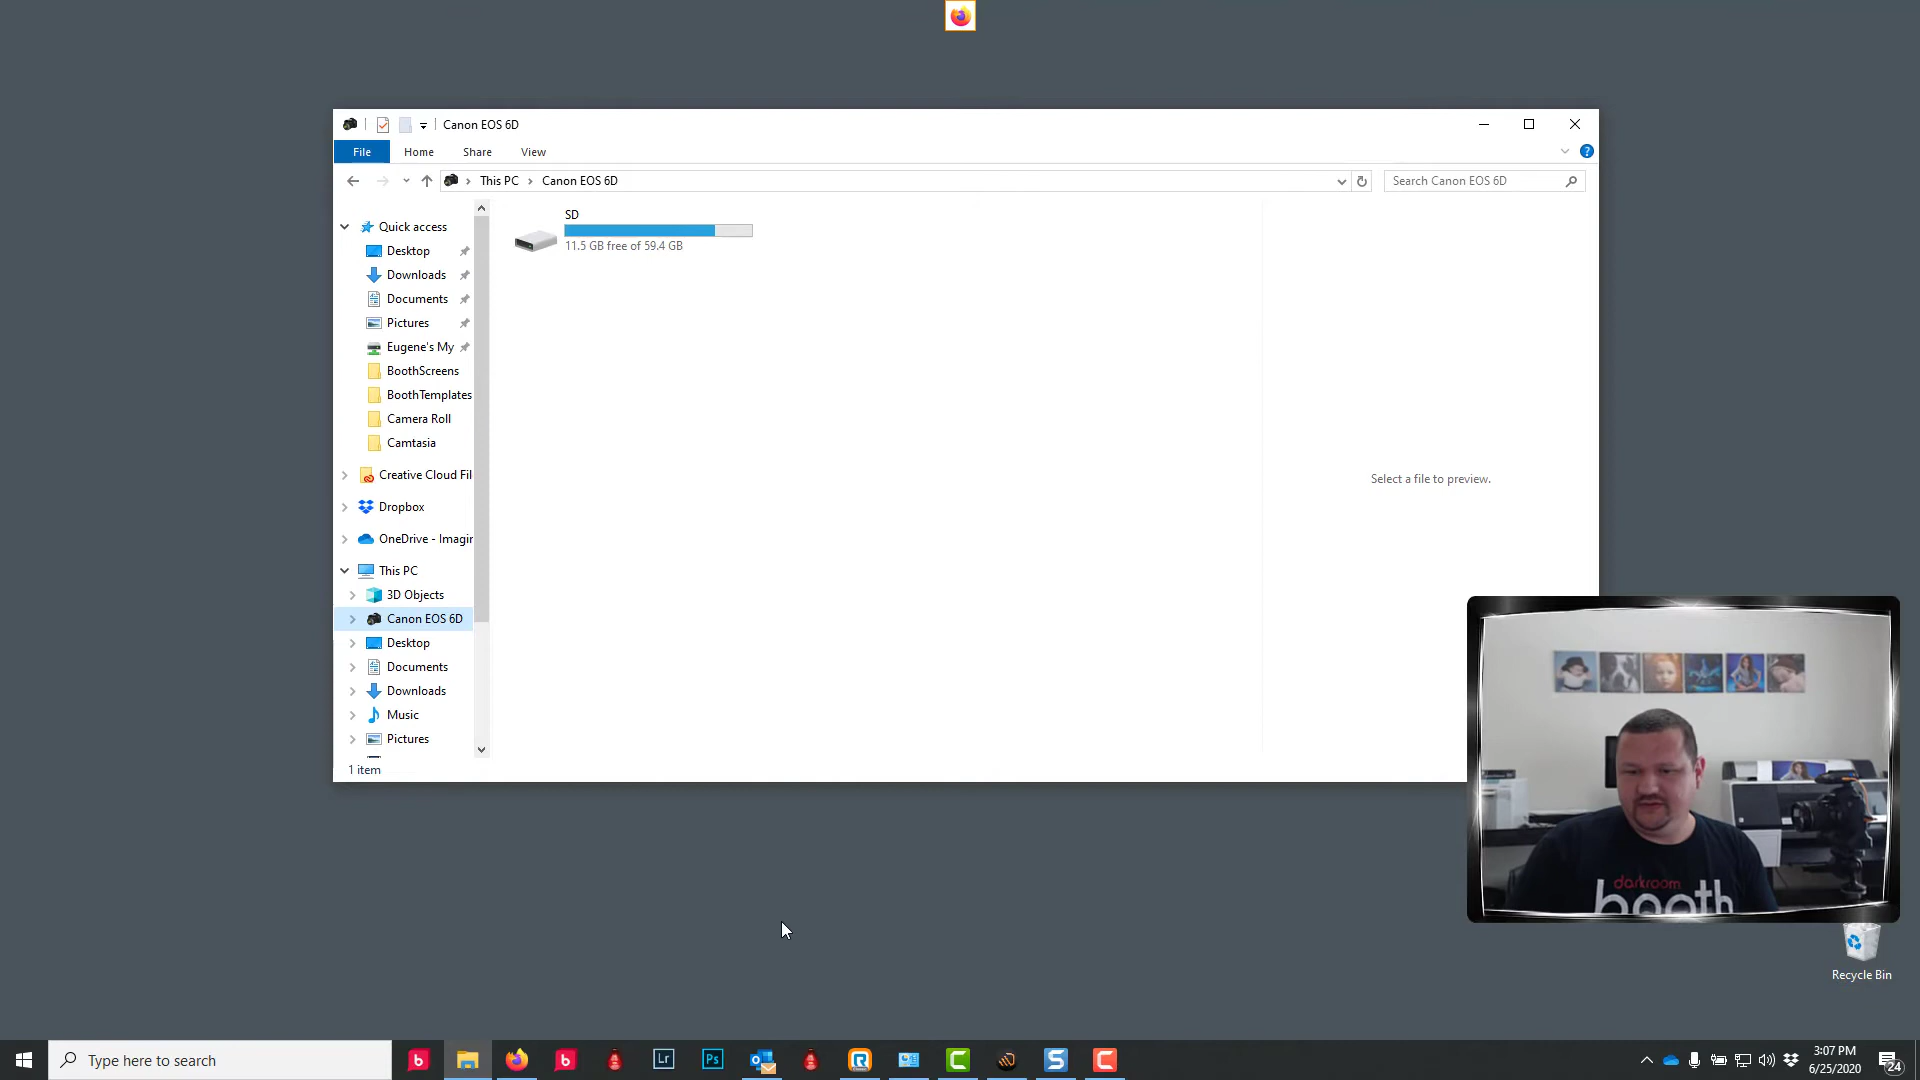 Canon EOS 6D
File
Home
Share
View
This PC
Canon EOS 6D
Search Canon EOS 6D
Quick access
Desktop
Downloads
Documents
Pictures
Eugene's My
BoothScreens
BoothTemplates
Camera Roll
Camtasia
Creative Cloud Fil
Dropbox
OneDrive - Imagin
This PC
3D Objects
Canon EOS 6D
Desktop
Documents
Downloads
Music
Pictures
SD
11.5 GB free of 59.4 GB
Select a file to preview.
1 item
darkroom
booth
Recycle Bin
Type here to search
b
b
Lr
Ps
S
3:07 PM
6/25/2020
24